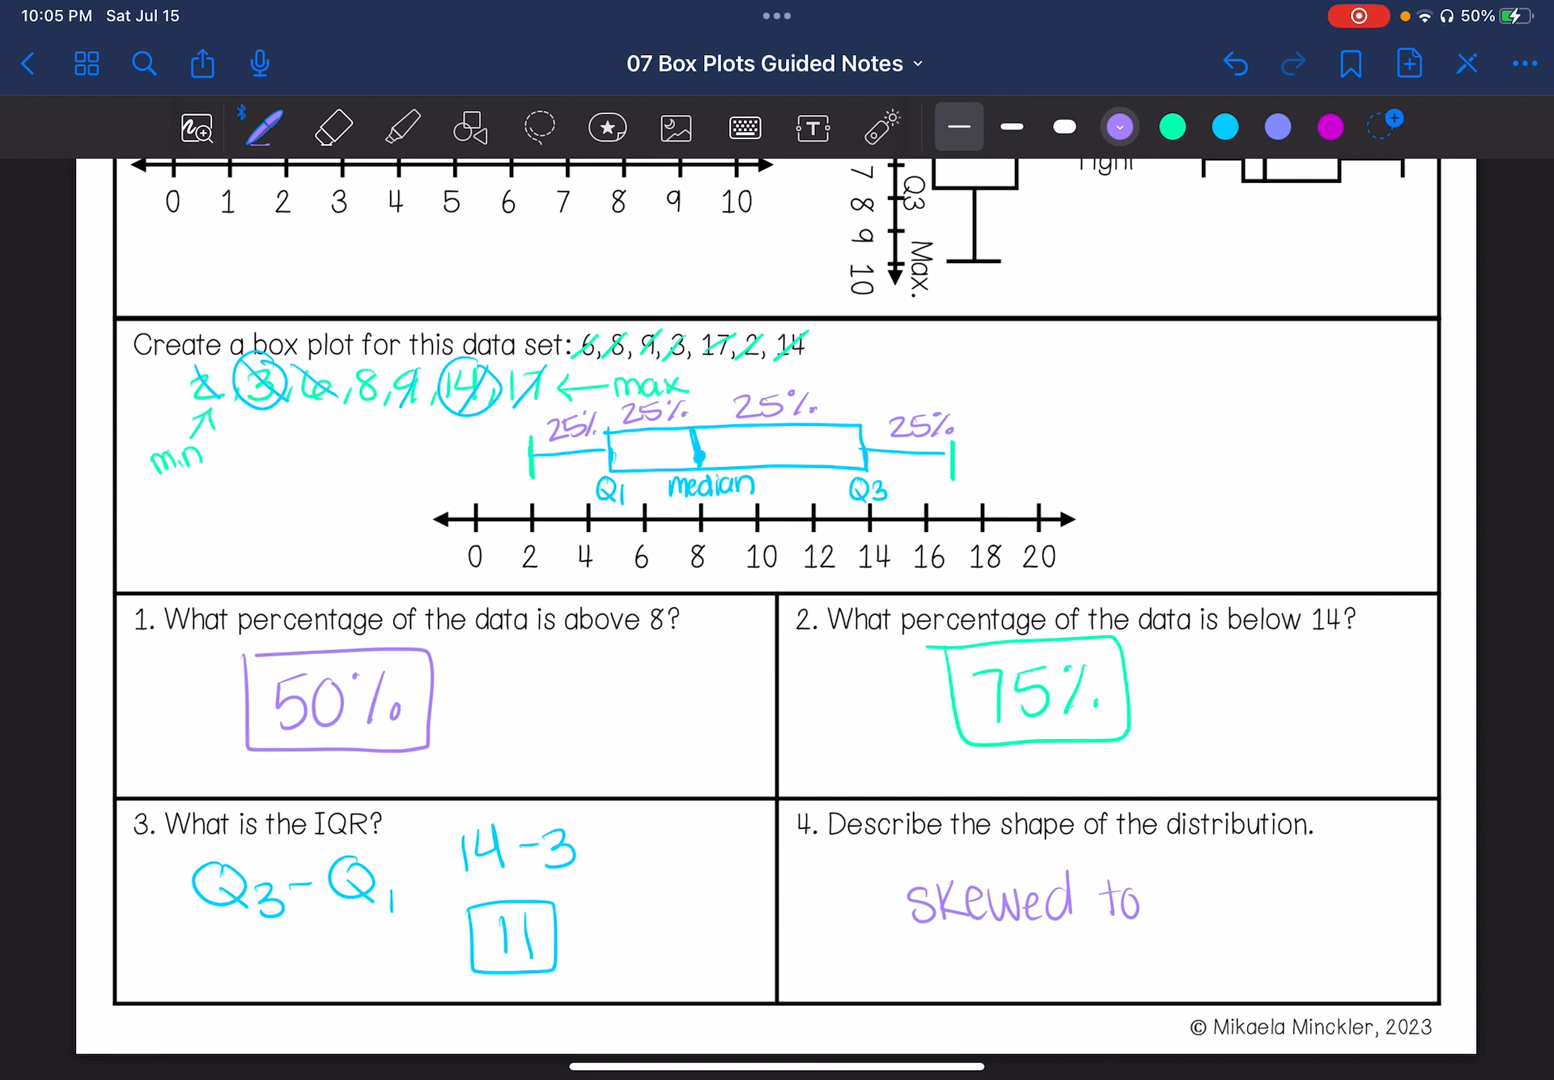 10:05 PM Sat Jul 15
50%
07 Box Plots Guided Notes
T
0 1 2 3 4 5 6 7 8 9 10
7 8 9 10
Q3 Max.
right
Create a box plot for this data set: 6, 8, 9, 3, 17, 2, 14
2, 3, 6, 8, 9, 14, 17 ← max
min
25% 25% 25% 25%
Q1 median Q3
0 2 4 6 8 10 12 14 16 18 20
1. What percentage of the data is above 8?
50%
2. What percentage of the data is below 14?
75%
3. What is the IQR?
14-3
Q3-Q1
11
4. Describe the shape of the distribution.
skewed to
© Mikaela Minckler, 2023